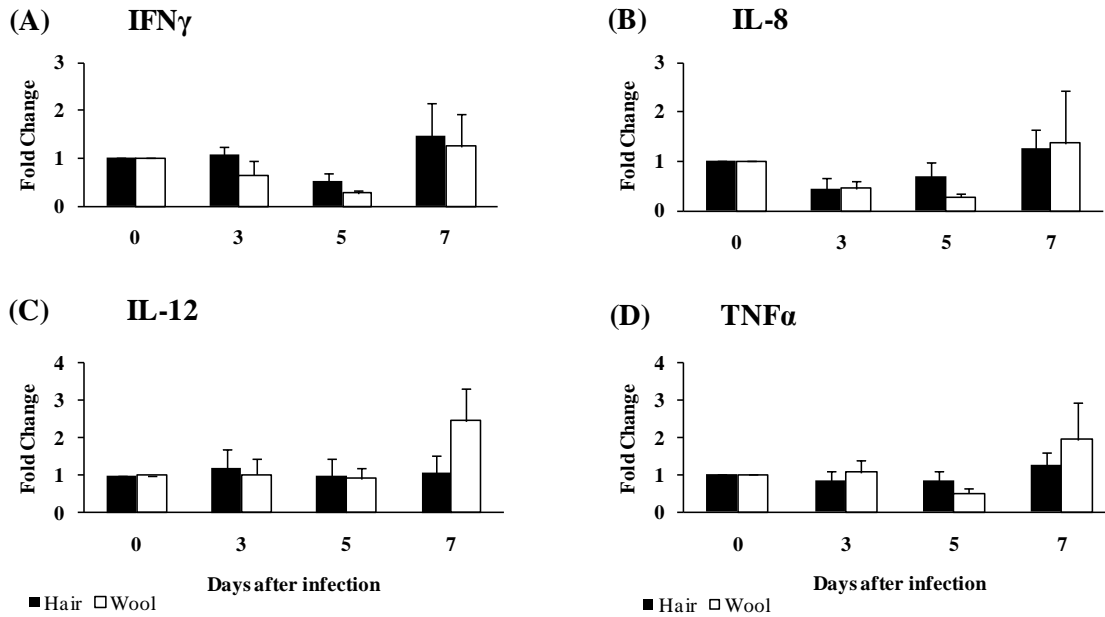 (A) IFNγ
Fold Change
3
2
1
0
0 3 5 7
(B) IL-8
Fold Change
3
2
1
0
0 3 5 7
(C) IL-12
Fold Change
4
3
2
1
0
0 3 5 7
Days after infection
Hair Wool
(D) TNFα
Fold Change
4
3
2
1
0
0 3 5 7
Days after infection
Hair Wool